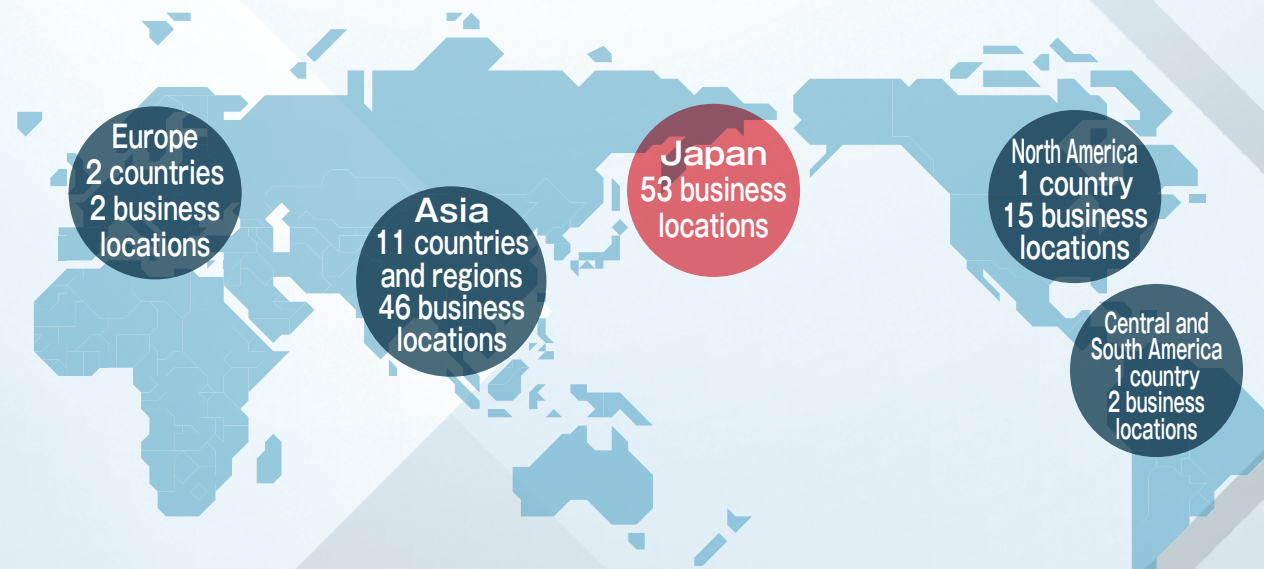 Europe
2 countries
2 business
locations
Asia
11 countries
and regions
46 business
locations
Japan
53 business
locations
North America
1 country
15 business
locations
Central and
South America
1 country
2 business
locations